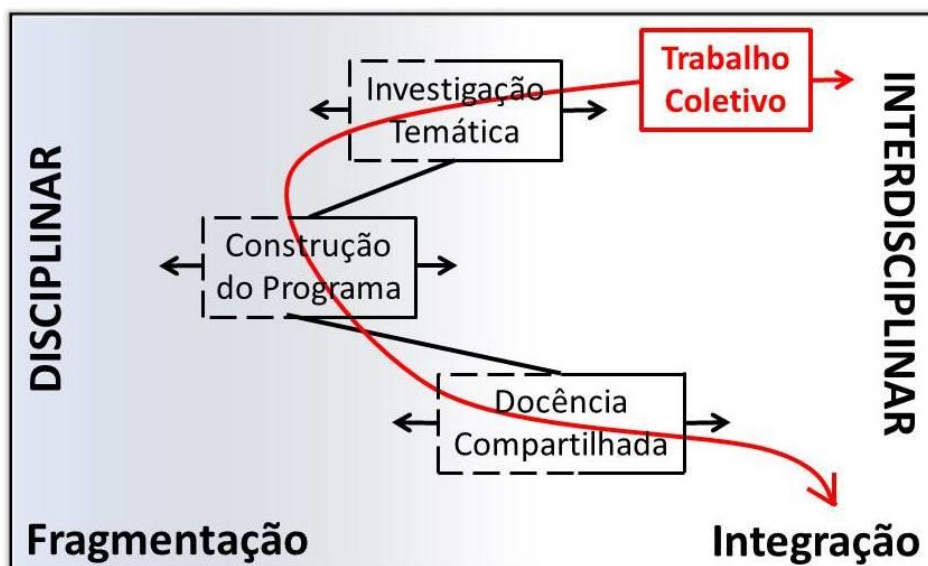 Trabalho
Coletivo
Investigação
Temática
DISCIPLINAR
INTERDISCIPLINAR
Construção
do Programa
Docência
Compartilhada
Fragmentação
Integração